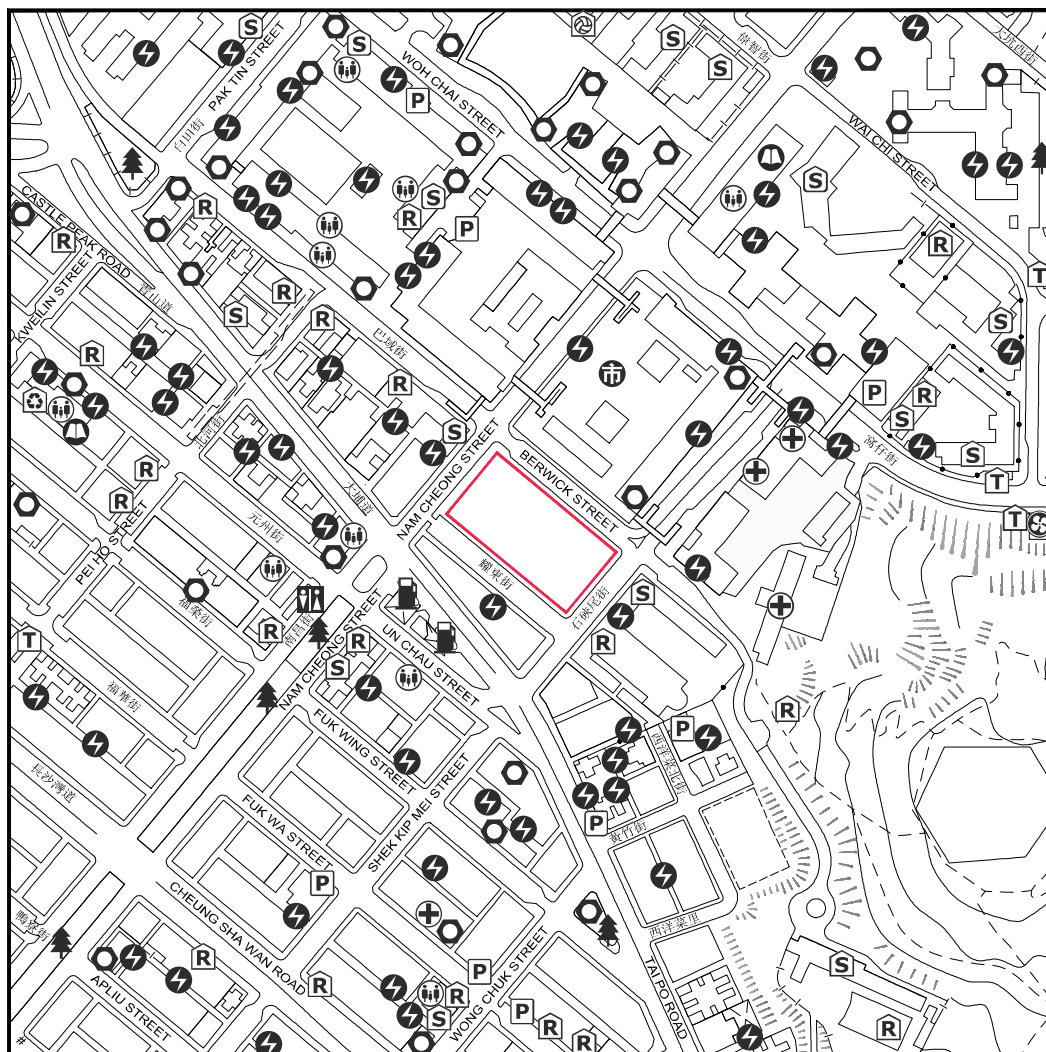 偉智街
大坑西街
PAK TIN STREET
WOH CHAI STREET
白田街
WAI CHI STREET
CASTLE PEAK ROAD
青山道
KWEILIN STREET
巴域街
北河街
大埔道
NAM CHEONG STREET
BERWICK STREET
窩仔街
元州街
PEI HO STREET
耀東街
石硤尾街
福榮街
南昌街
NAM CHEONG STREET
UN CHAU STREET
福華街
FUK WING STREET
西洋菜北街
長沙灣道
FUK WA STREET
SHEK KIP MEI STREET
黃竹街
CHEUNG SHA WAN ROAD
鴨寮街
西洋菜里
APLIU STREET
WONG CHUK STREET
TAI PO ROAD